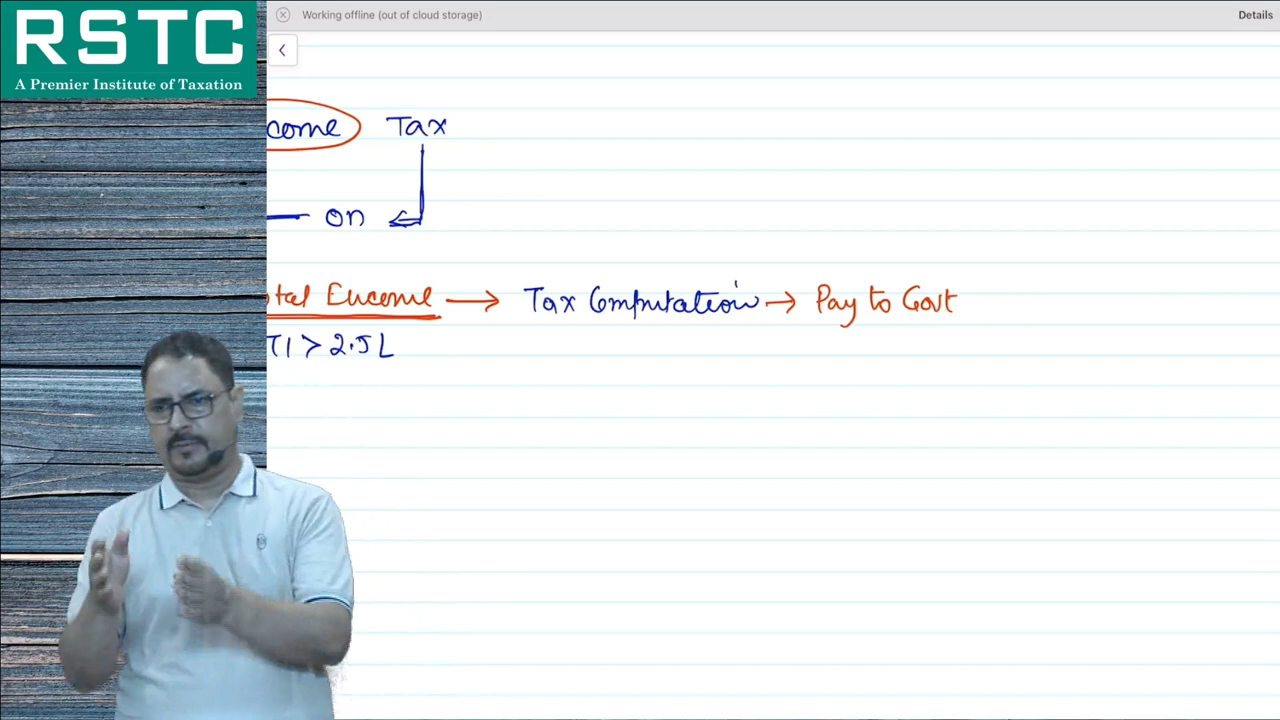 RSTC
A Premier Institute of Taxation
Working offline (out of cloud storage)
Details
come Tax
on
tal Income → Tax Computation → Pay to Govt
TI > 2.5 L